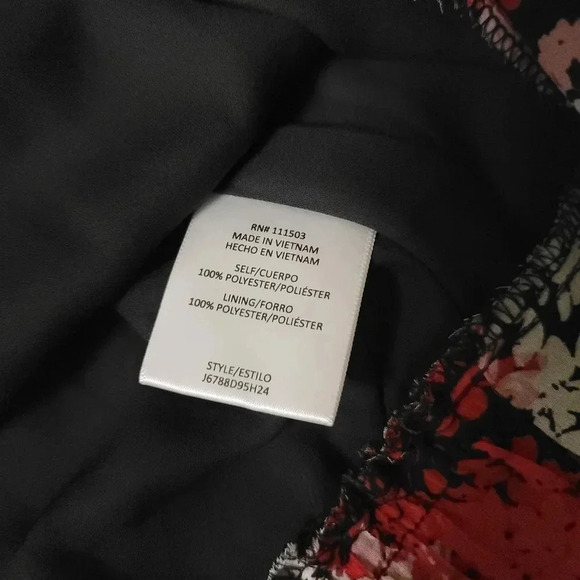 RN# 111503
MADE IN VIETNAM
HECHO EN VIETNAM
SELF/CUERPO
100% POLYESTER/POLIÉSTER
LINING/FORRO
100% POLYESTER/POLIÉSTER
STYLE/ESTILO
J6788D95H24